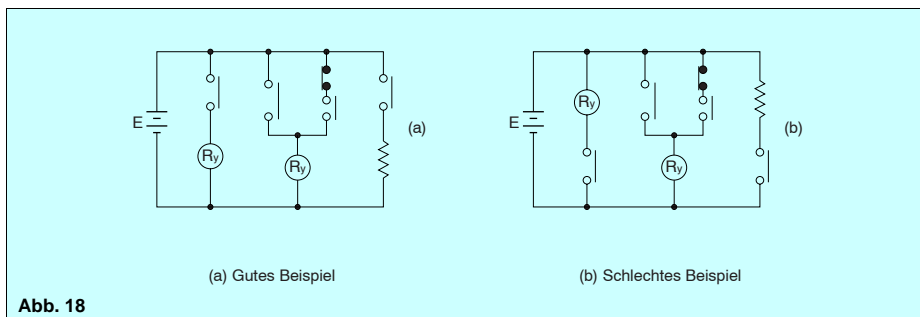 E
Ry
Ry
(a)
E
Ry
Ry
(b)
(a) Gutes Beispiel
(b) Schlechtes Beispiel
Abb. 18